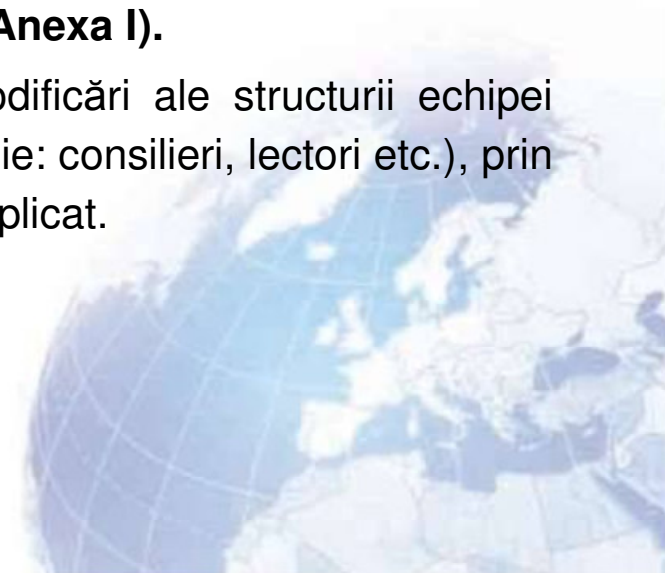 Anexa I).
odificări ale structurii echipei
ie: consilieri, lectori etc.), prin
plicat.